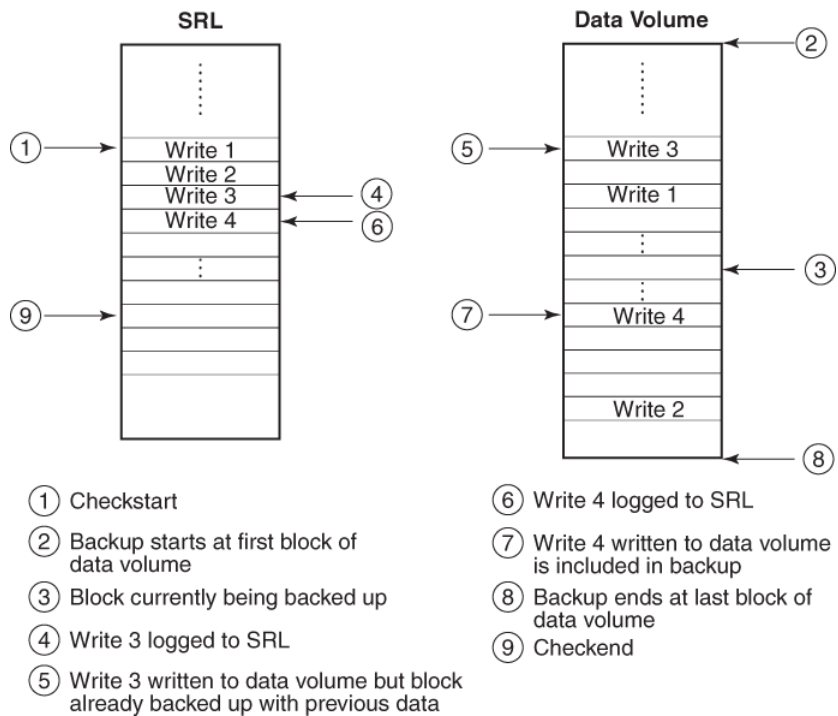 SRL
Data Volume
2
1
Write 1
Write 2
Write 3
4
Write 4
6
9
5
Write 3
Write 1
3
7
Write 4
Write 2
8
1 Checkstart
2 Backup starts at first block of
data volume
3 Block currently being backed up
4 Write 3 logged to SRL
5 Write 3 written to data volume but block
already backed up with previous data
6 Write 4 logged to SRL
7 Write 4 written to data volume
is included in backup
8 Backup ends at last block of
data volume
9 Checkend